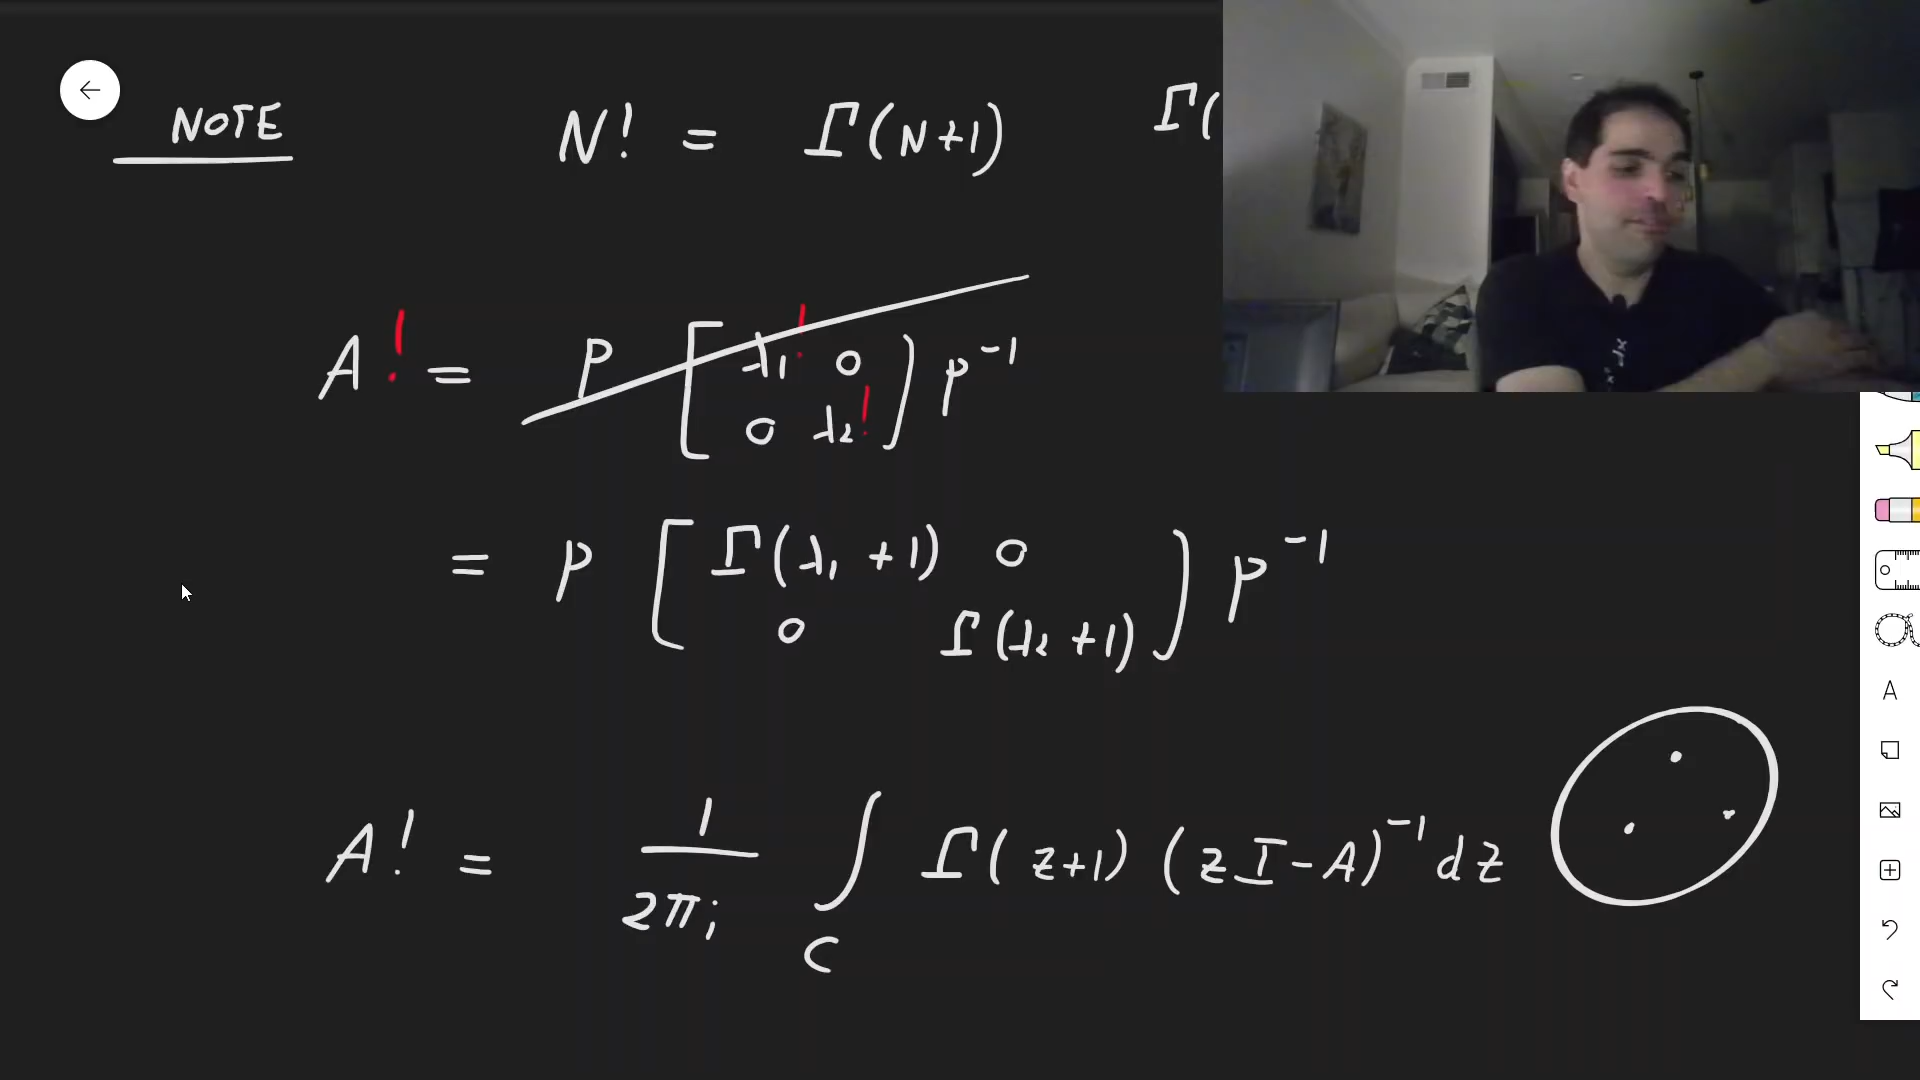 NOTE N! = Γ(N+1) Γ(
A! = P [ λ₁! 0 ] P⁻¹
0 λ₂!
= P [ Γ(λ₁ +1) 0 ] P⁻¹
0 Γ(λ₂ +1)
A! = 1/2πi ∫_C Γ(z+1) (zI-A)⁻¹ dz
A